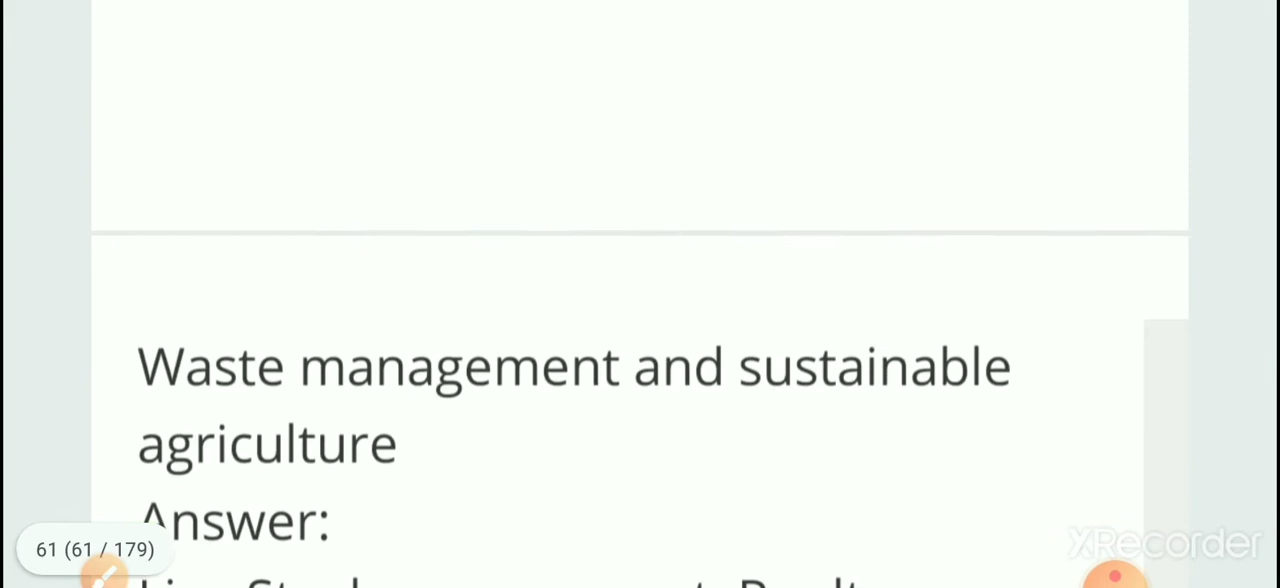 Waste management and sustainable
agriculture
Answer:
61 (61 / 179)
XRecorder